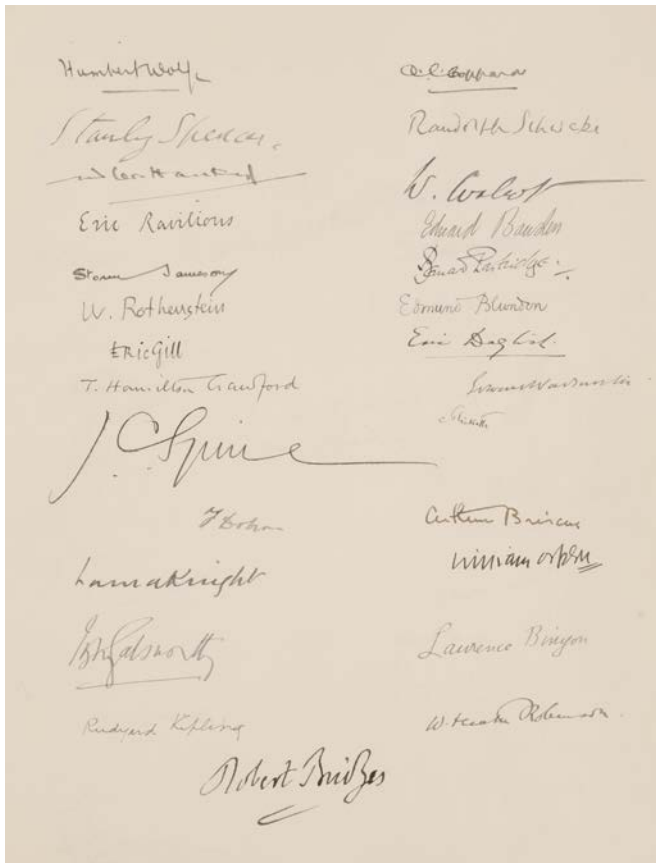 Humbert Wolfe
A.E. Coppard
Stanley Spencer.
Randolph Schwabe
W. Walcot
Eric Ravilious
Edward Bawden
Storm Jameson
Bernard Partridge.
W. Rothenstein
Edmund Blunden
Eric Gill
Eric Daglish.
T. Hamilton Crawford
J. C. Squire
Arthur Briscoe
William Orpen
Laura Knight
John Galsworthy
Laurence Binyon
Rudyard Kipling
W. Heath Robinson.
Robert Bridges